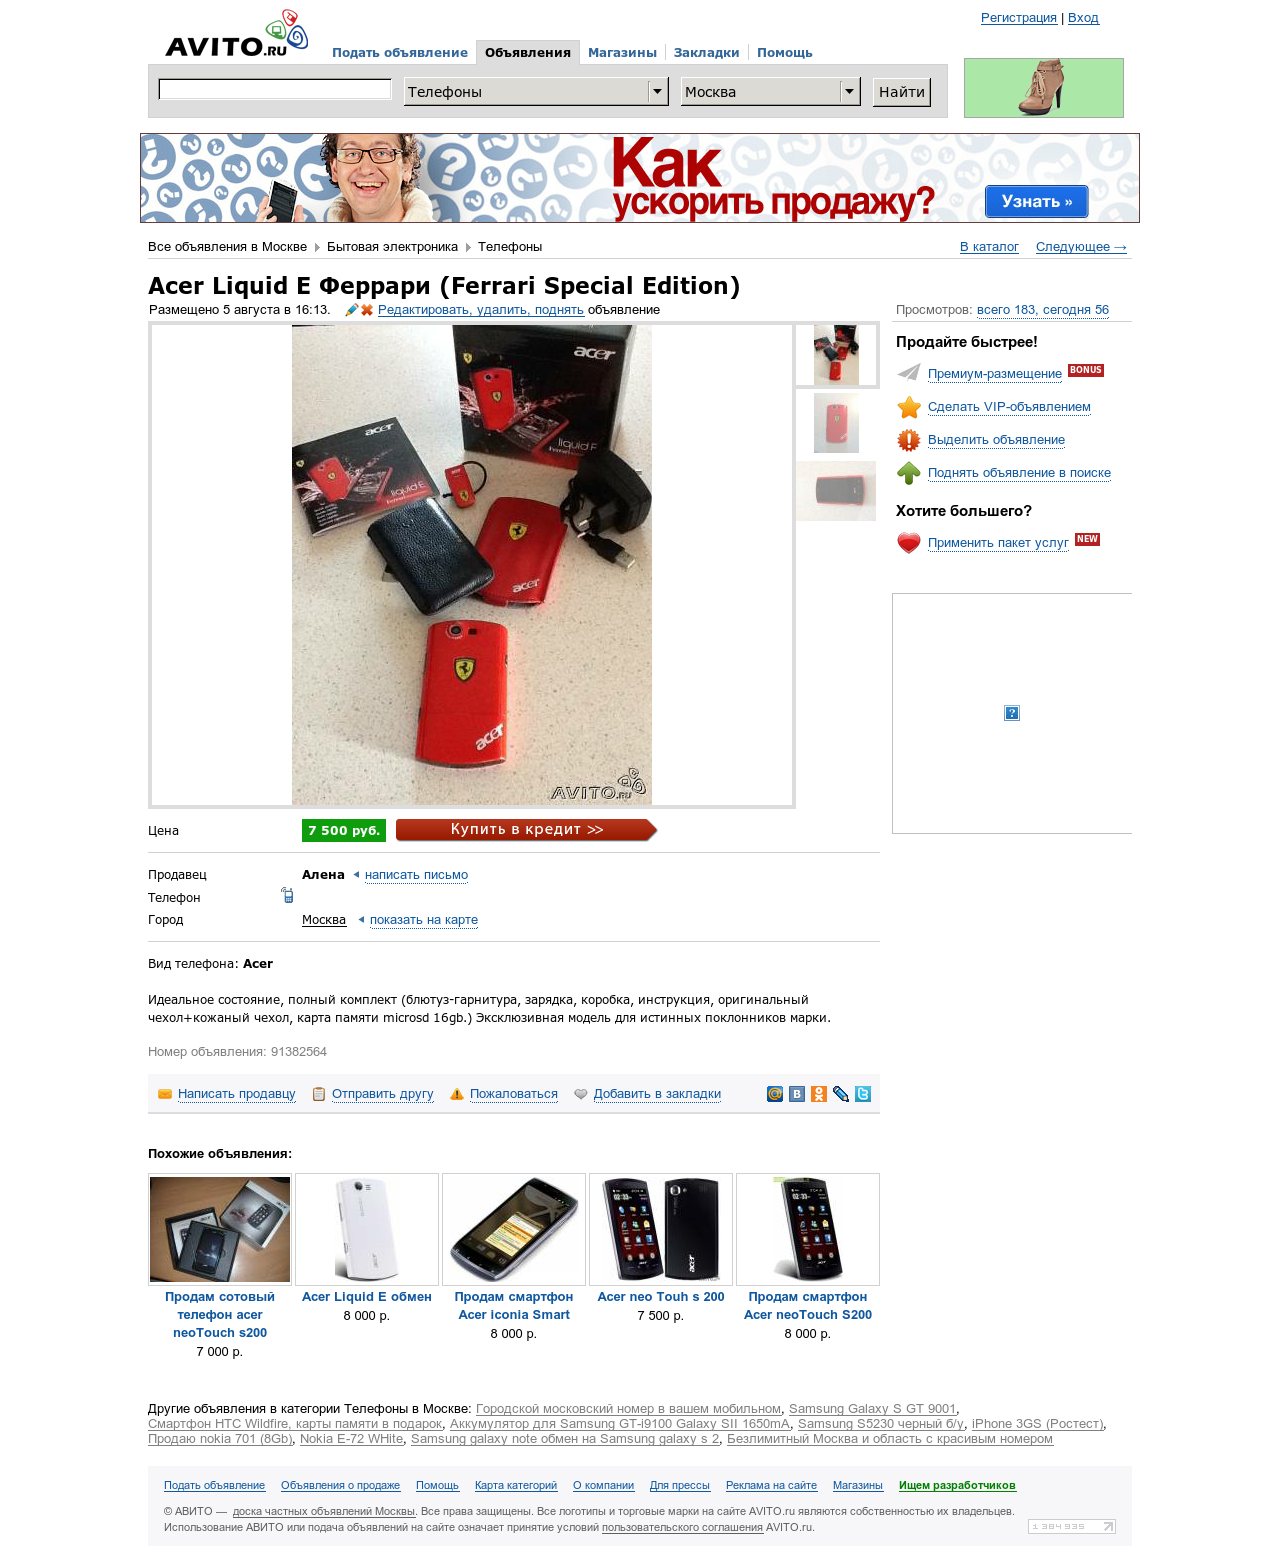 Регистрация | Вход
AVITO.RU
Подать объявление Объявления Магазины Закладки Помощь
Телефоны Москва Найти
Как
ускорить продажу?
Узнать »
Все объявления в Москве Бытовая электроника Телефоны В каталог Следующее →
Acer Liquid E Феррари (Ferrari Special Edition)
Размещено 5 августа в 16:13. Редактировать, удалить, поднять объявление
Просмотров: всего 183, сегодня 56
Продайте быстрее!
Премиум-размещение BONUS
Сделать VIP-объявлением
Выделить объявление
Поднять объявление в поиске
Хотите большего?
Применить пакет услуг NEW
acer
liquid E
acer
liquid E
acer
acer
AVITO.RU
Цена 7 500 руб. Купить в кредит >>
Продавец Алена написать письмо
Телефон
Город Москва показать на карте
Вид телефона: Acer
Идеальное состояние, полный комплект (блютуз-гарнитура, зарядка, коробка, инструкция, оригинальный
чехол+кожаный чехол, карта памяти microsd 16gb.) Эксклюзивная модель для истинных поклонников марки.
Номер объявления: 91382564
Написать продавцу Отправить другу Пожаловаться Добавить в закладки
Похожие объявления:
Продам сотовый
телефон acer
neoTouch s200
7 000 р.
Acer Liquid E обмен
8 000 р.
Продам смартфон
Acer iconia Smart
8 000 р.
Acer neo Touh s 200
7 500 р.
Продам смартфон
Acer neoTouch S200
8 000 р.
Другие объявления в категории Телефоны в Москве: Городской московский номер в вашем мобильном, Samsung Galaxy S GT 9001,
Смартфон HTC Wildfire, карты памяти в подарок, Аккумулятор для Samsung GT-i9100 Galaxy SII 1650mA, Samsung S5230 черный б/у, iPhone 3GS (Ростест),
Продаю nokia 701 (8Gb), Nokia E-72 WHite, Samsung galaxy note обмен на Samsung galaxy s 2, Безлимитный Москва и область с красивым номером
Подать объявление Объявления о продаже Помощь Карта категорий О компании Для прессы Реклама на сайте Магазины Ищем разработчиков
© АВИТО — доска частных объявлений Москвы. Все права защищены. Все логотипы и торговые марки на сайте AVITO.ru являются собственностью их владельцев.
Использование АВИТО или подача объявлений на сайте означает принятие условий пользовательского соглашения AVITO.ru.
1384935